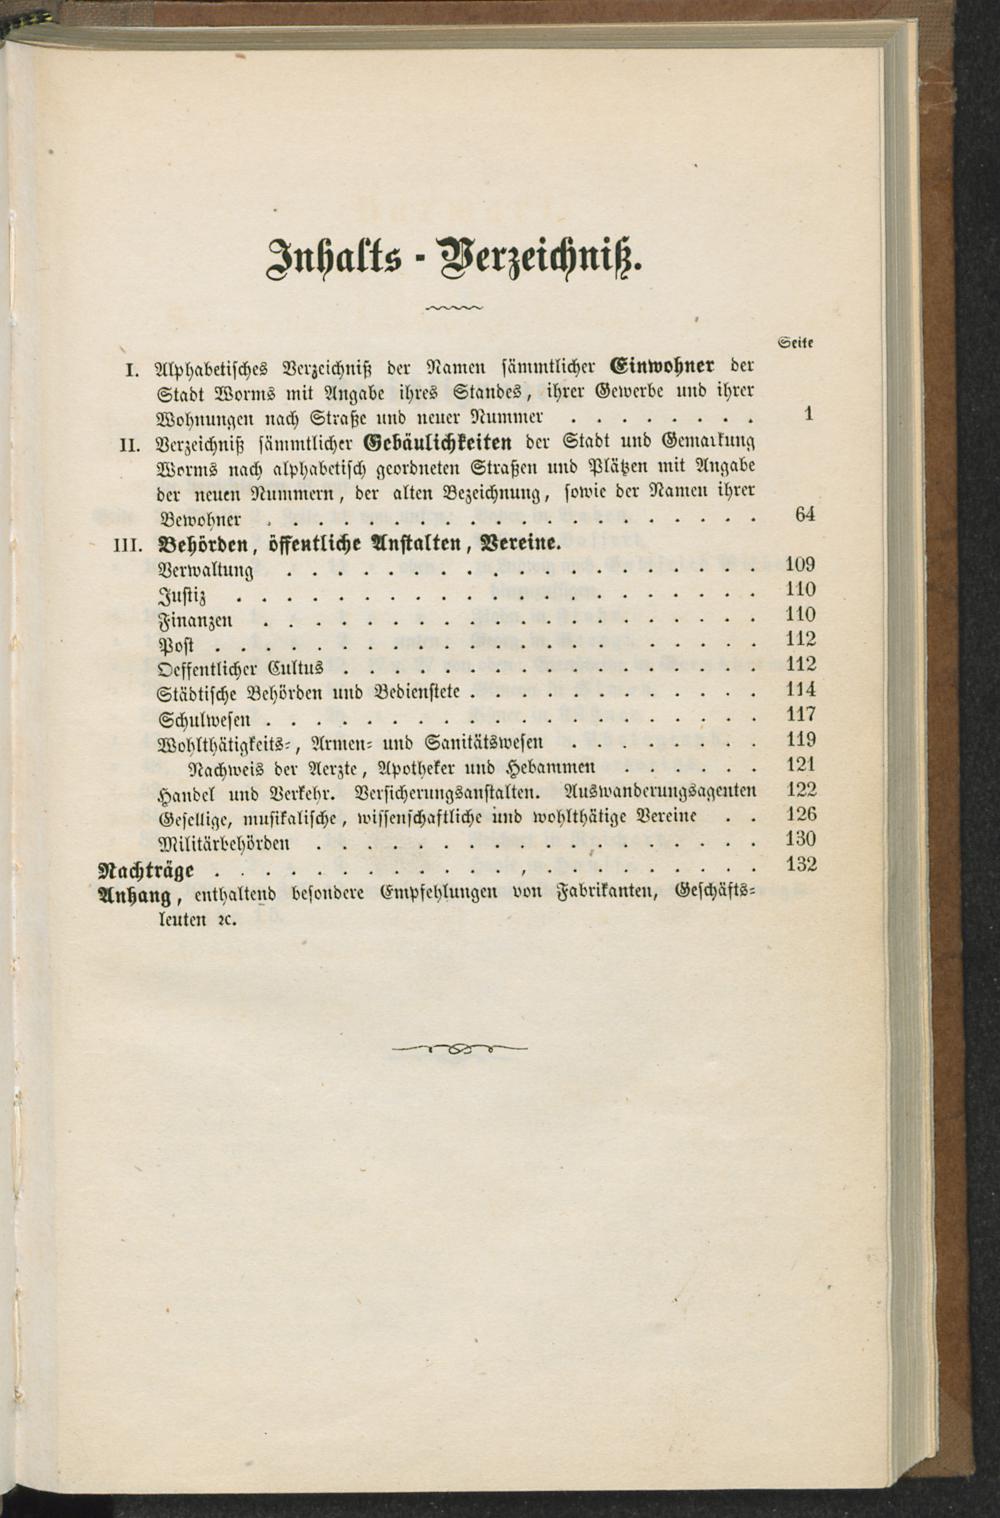 Inhalts - Verzeichniß.
Seite
I. Alphabetisches Verzeichniß der Namen sämmtlicher Einwohner der
Stadt Worms mit Angabe ihres Standes, ihrer Gewerbe und ihrer
Wohnungen nach Straße und neuer Nummer . . . . . . . . 1
II. Verzeichniß sämmtlicher Gebäulichkeiten der Stadt und Gemarkung
Worms nach alphabetisch geordneten Straßen und Plätzen mit Angabe
der neuen Nummern, der alten Bezeichnung, sowie der Namen ihrer
Bewohner . . . . . . . . . . . . . . . . . . . 64
III. Behörden, öffentliche Anstalten, Vereine.
Verwaltung . . . . . . . . . . . . . . . . . . . 109
Justiz . . . . . . . . . . . . . . . . . . . . . 110
Finanzen . . . . . . . . . . . . . . . . . . . . 110
Post . . . . . . . . . . . . . . . . . . . . . 112
Oeffentlicher Cultus . . . . . . . . . . . . . . . . . 112
Städtische Behörden und Bedienstete . . . . . . . . . . . . 114
Schulwesen . . . . . . . . . . . . . . . . . . . . 117
Wohlthätigkeits-, Armen- und Sanitätswesen . . . . . . . . 119
Nachweis der Aerzte, Apotheker und Hebammen . . . . . . 121
Handel und Verkehr. Versicherungsanstalten. Auswanderungsagenten 122
Gesellige, musikalische, wissenschaftliche und wohlthätige Vereine . . 126
Militärbehörden . . . . . . . . . . . . . . . . . . 130
Nachträge . . . . . . . . . . . . . . . . . . . . . 132
Anhang, enthaltend besondere Empfehlungen von Fabrikanten, Geschäfts-
leuten ꝛc.